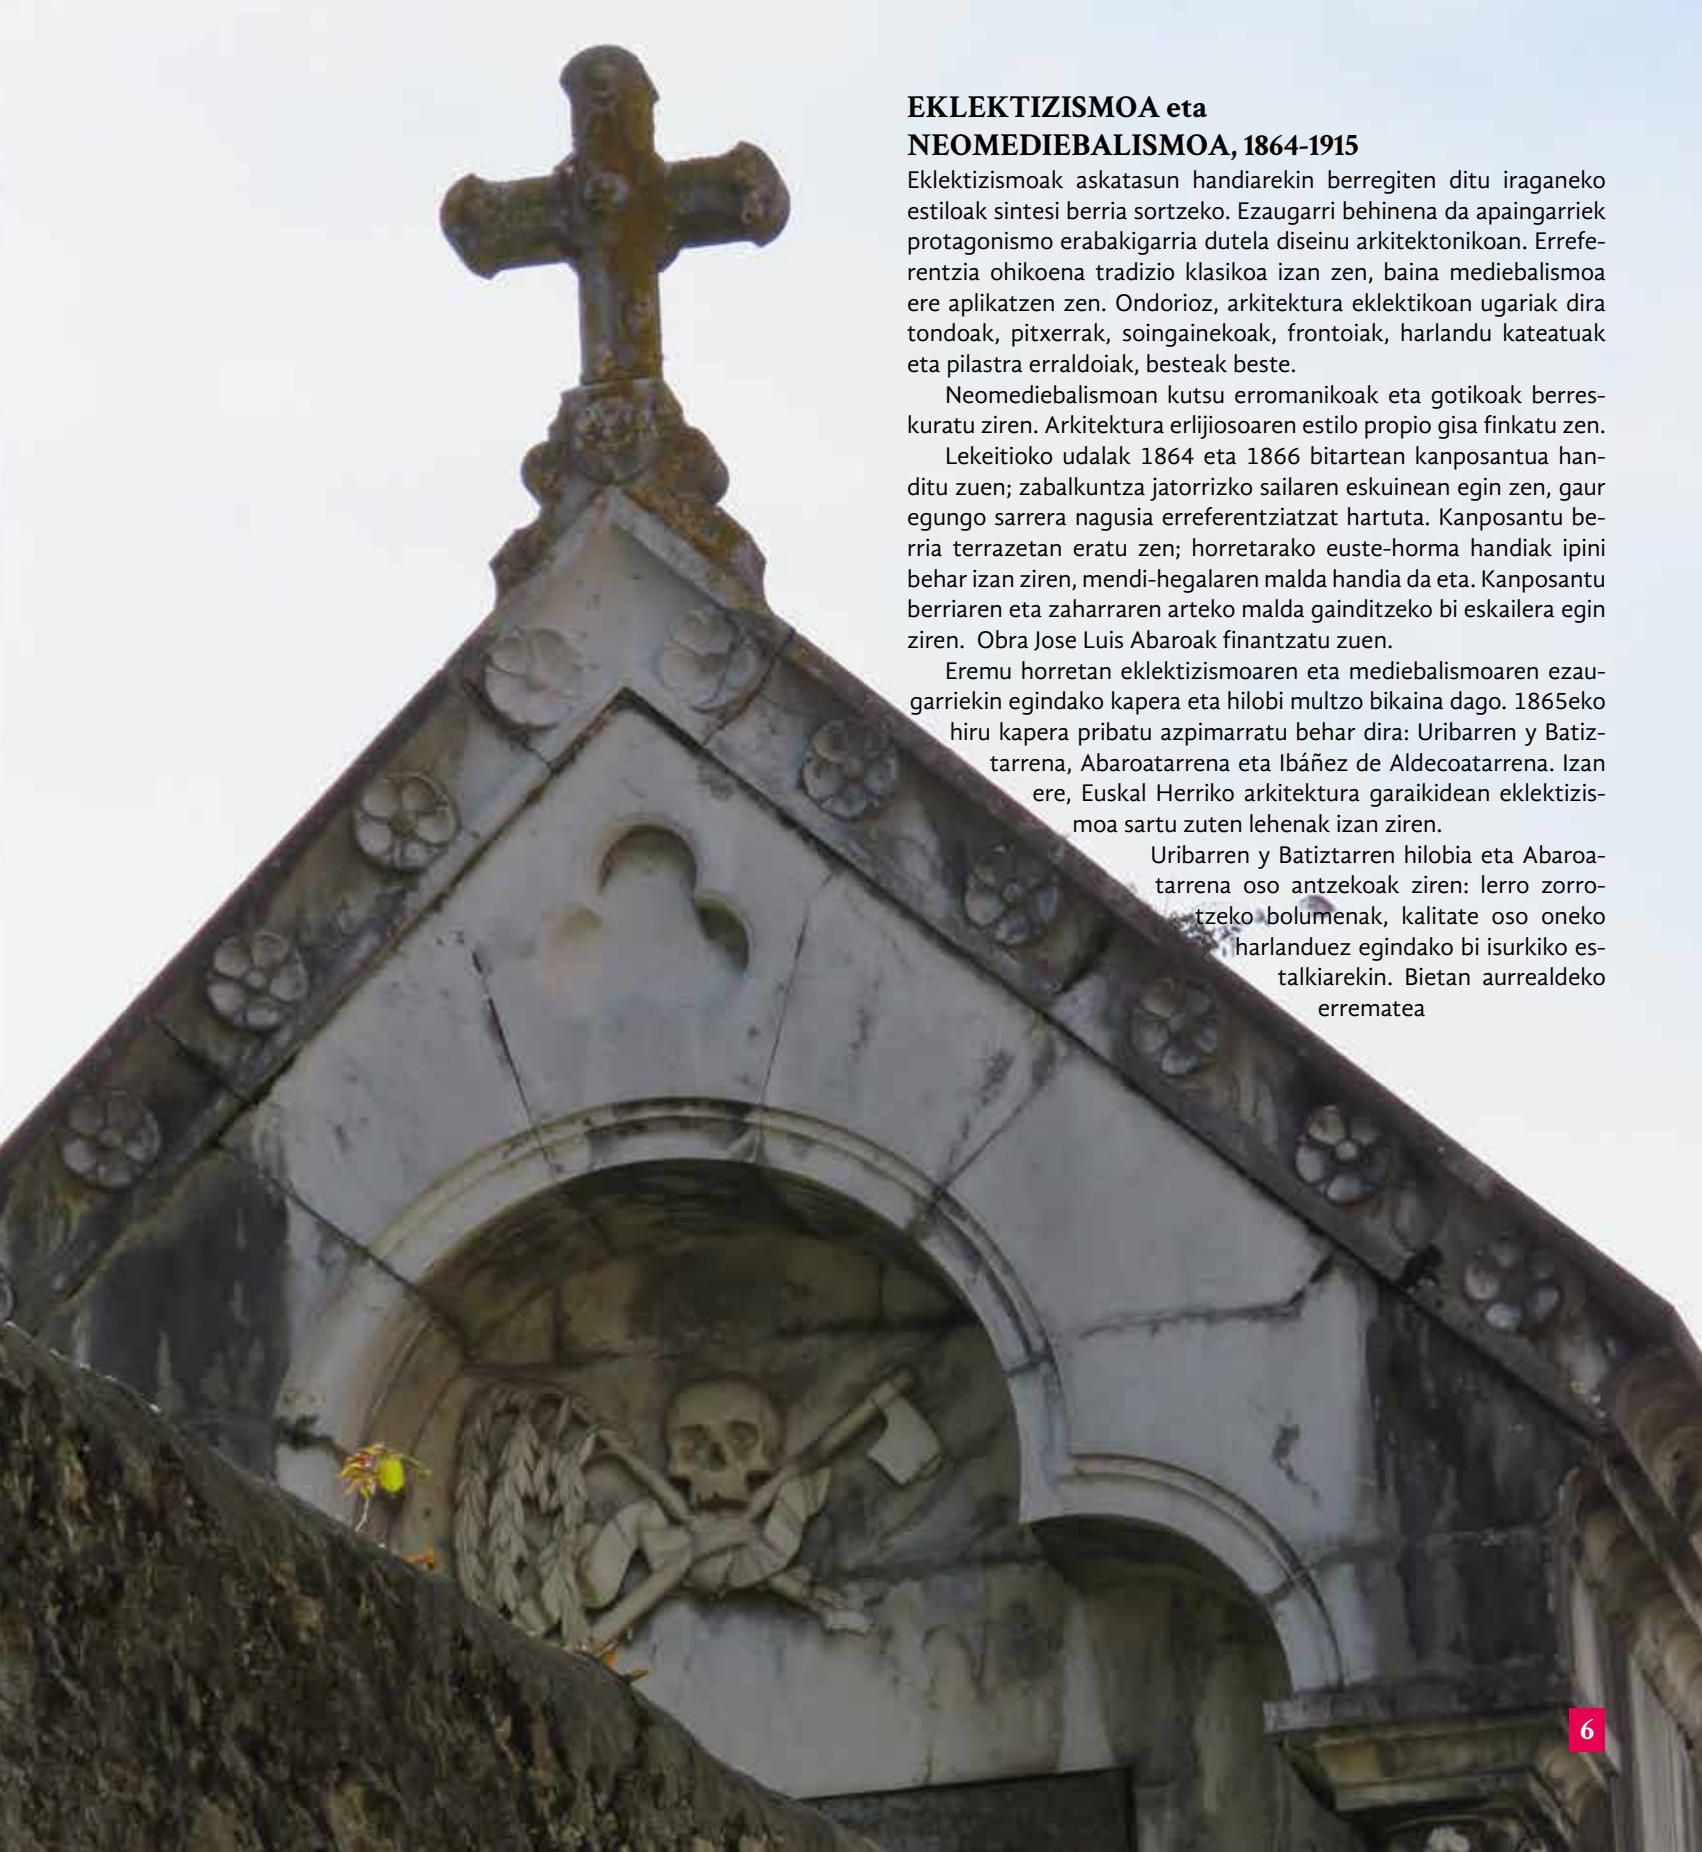 EKLEKTIZISMOA eta
NEOMEDIEBALISMOA, 1864-1915
Eklektizismoak askatasun handiarekin berregiten ditu iraganeko
estiloak sintesi berria sortzeko. Ezaugarri behinena da apaingarriek
protagonismo erabakigarria dutela diseinu arkitektonikoan. Errefe-
rentzia ohikoena tradizio klasikoa izan zen, baina mediebalismoa
ere aplikatzen zen. Ondorioz, arkitektura eklektikoan ugariak dira
tondoak, pitxerrak, soingainekoak, frontoiak, harlandu kateatuak
eta pilastra erraldoiak, besteak beste.
Neomediebalismoan kutsu erromanikoak eta gotikoak berres-
kuratu ziren. Arkitektura erlijiosoaren estilo propio gisa finkatu zen.
Lekeitioko udalak 1864 eta 1866 bitartean kanposantua han-
ditu zuen; zabalkuntza jatorrizko sailaren eskuinean egin zen, gaur
egungo sarrera nagusia erreferentziatzat hartuta. Kanposantu be-
rria terrazetan eratu zen; horretarako euste-horma handiak ipini
behar izan ziren, mendi-hegalaren malda handia da eta. Kanposantu
berriaren eta zaharraren arteko malda gainditzeko bi eskailera egin
ziren.  Obra Jose Luis Abaroak finantzatu zuen.
Eremu horretan eklektizismoaren eta mediebalismoaren ezau-
garriekin egindako kapera eta hilobi multzo bikaina dago. 1865eko
hiru kapera pribatu azpimarratu behar dira: Uribarren y Batiz-
tarrena, Abaroatarrena eta Ibáñez de Aldecoatarrena. Izan
ere, Euskal Herriko arkitektura garaikidean eklektizis-
moa sartu zuten lehenak izan ziren.
Uribarren y Batiztarren hilobia eta Abaroa-
tarrena oso antzekoak ziren: lerro zorro-
tzeko bolumenak, kalitate oso oneko
harlanduez egindako bi isurkiko es-
talkiarekin. Bietan aurrealdeko
errematea
6